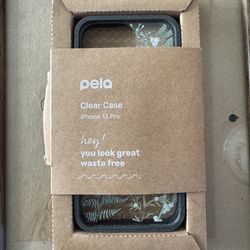 pela
Clear Case
iPhone 13 Pro
hey!
you look great
waste free